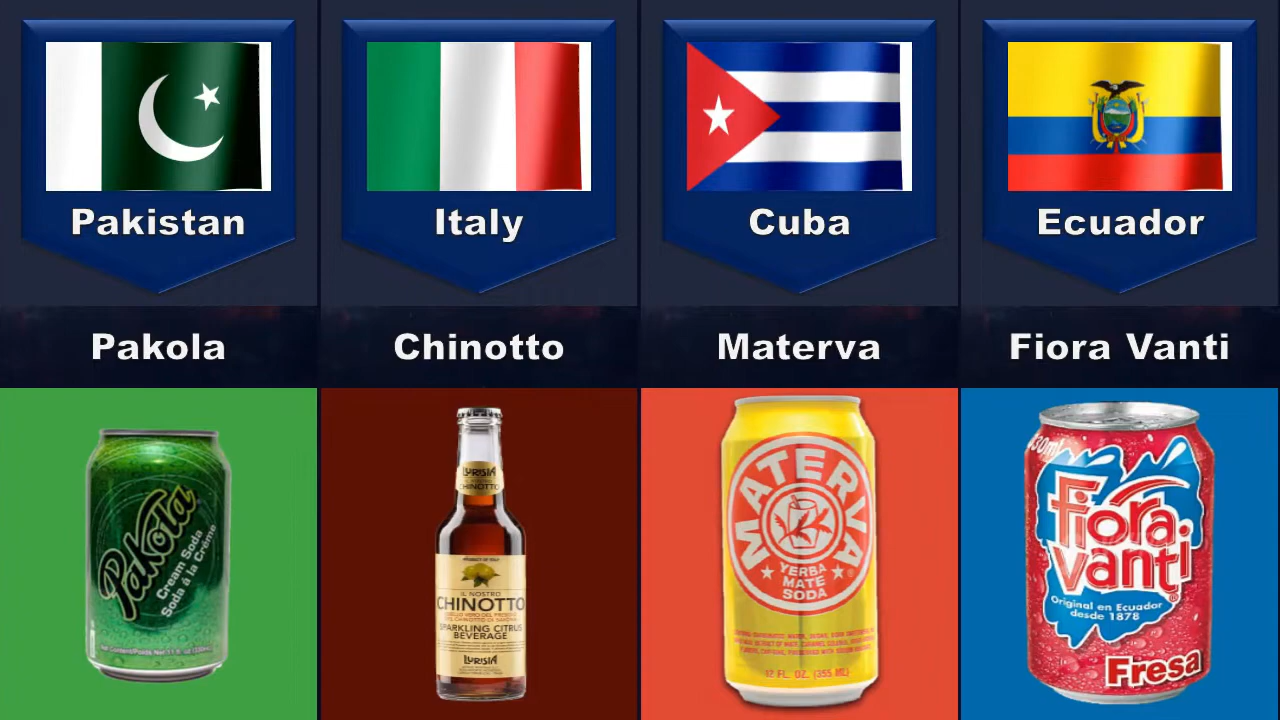 Pakistan
Italy
Cuba
Ecuador
Pakola
Chinotto
Materva
Fiora Vanti
Pakola
Cream Soda
Soda à la Crème
LURISIA
CHINOTTO
IL NOSTRO
CHINOTTO
SPARKLING CITRUS
BEVERAGE
LURISIA
MATERVA
YERBA
MATE
SODA
12 FL. OZ. (355 ML)
Fiora
Vanti
Original en Ecuador
desde 1878
Fresa